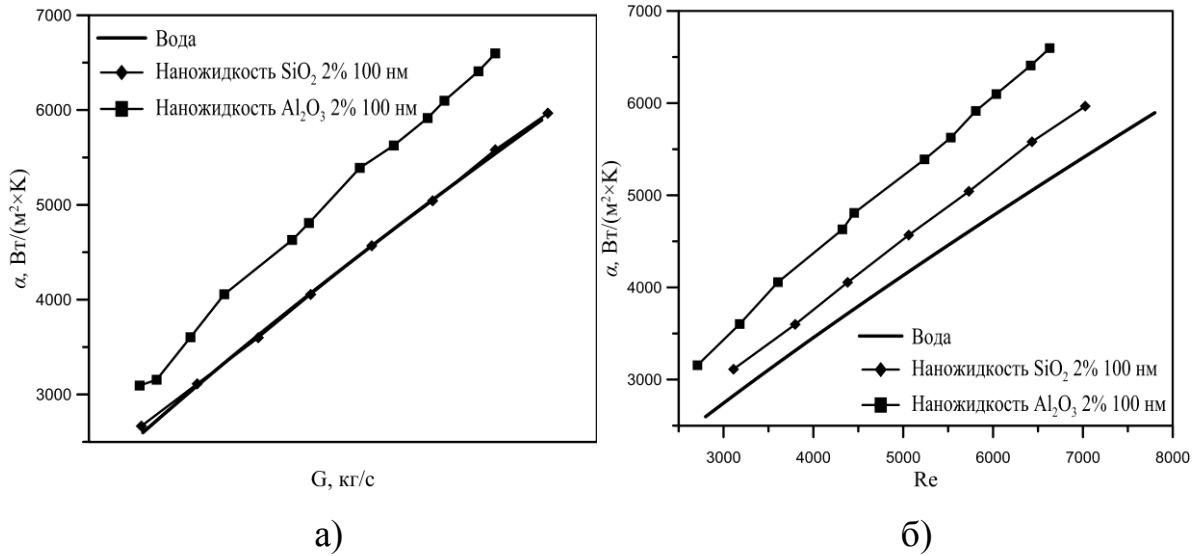 7000
6000
5000
4000
3000
α, Вт/(м²×K)
Вода
Наножидкость SiO₂ 2% 100 нм
Наножидкость Al₂O₃ 2% 100 нм
G, кг/с
а)
7000
6000
5000
4000
3000
α, Вт/(м²×K)
Вода
Наножидкость SiO₂ 2% 100 нм
Наножидкость Al₂O₃ 2% 100 нм
3000 4000 5000 6000 7000 8000
Re
б)